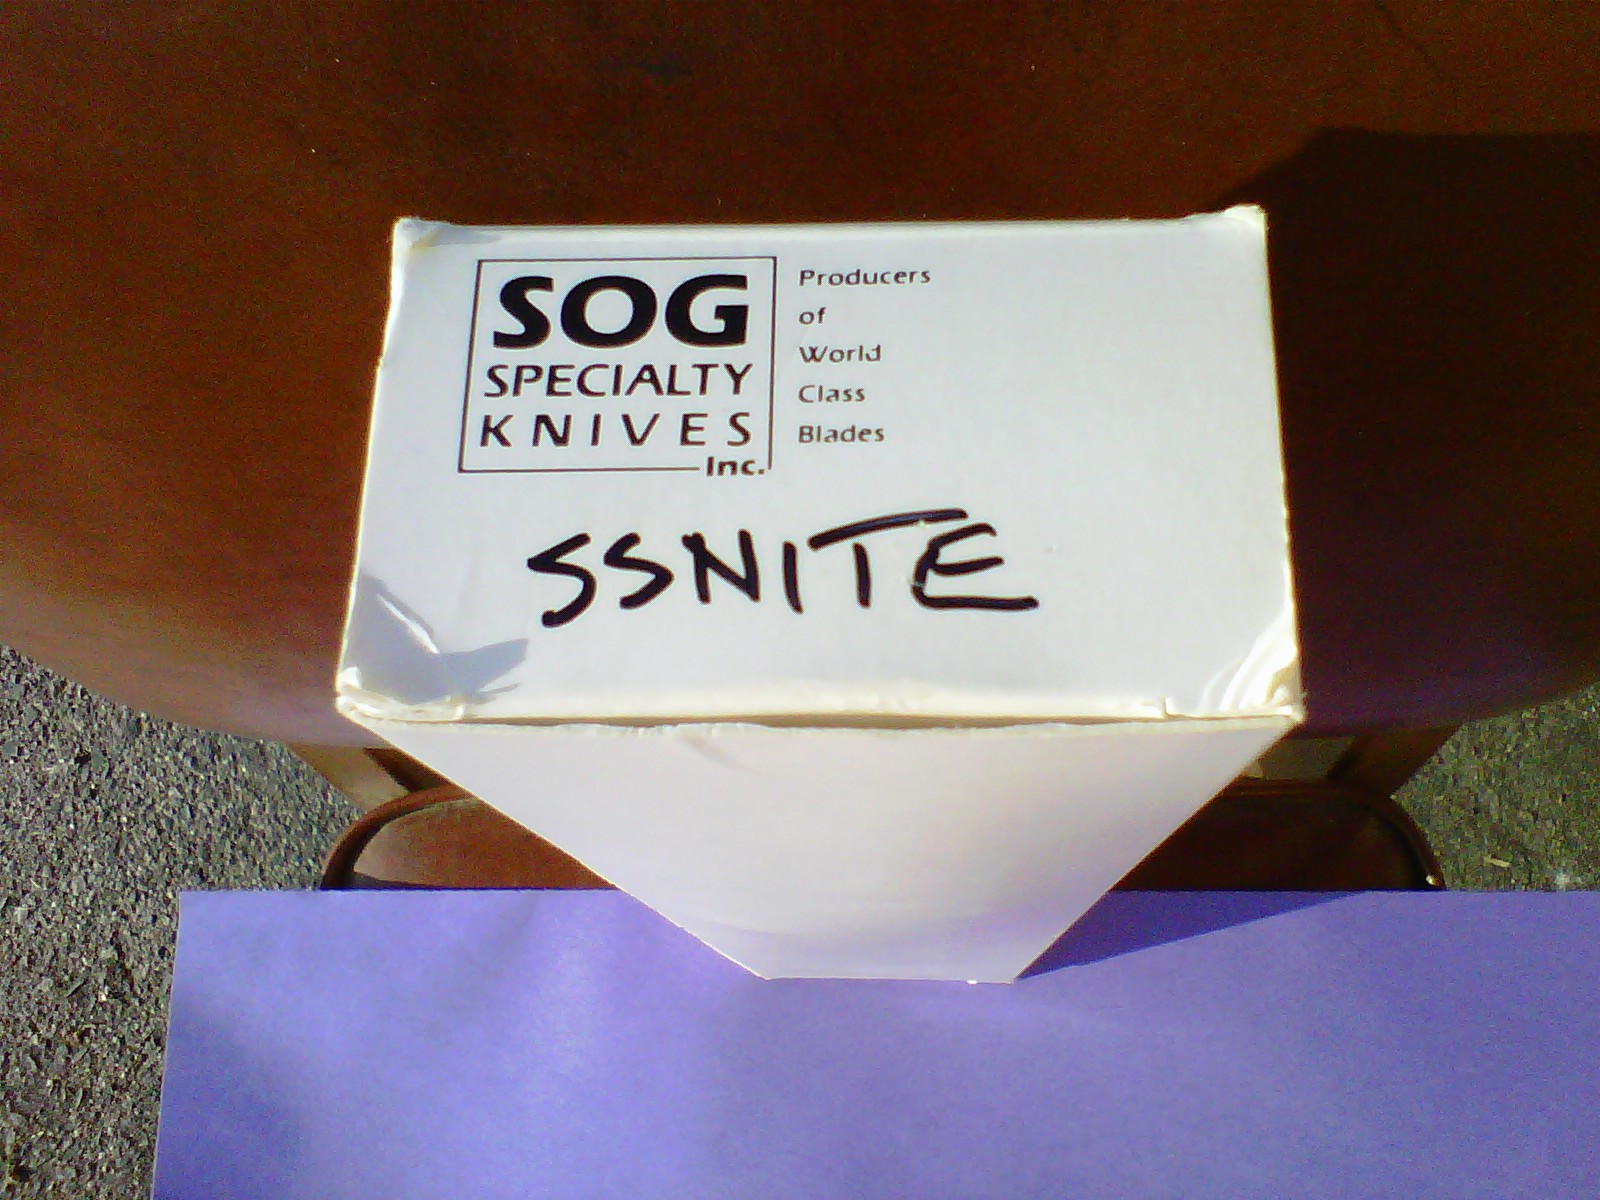 SOG
SPECIALTY
KNIVES
Inc.
Producers
of
World
Class
Blades
SSNITE